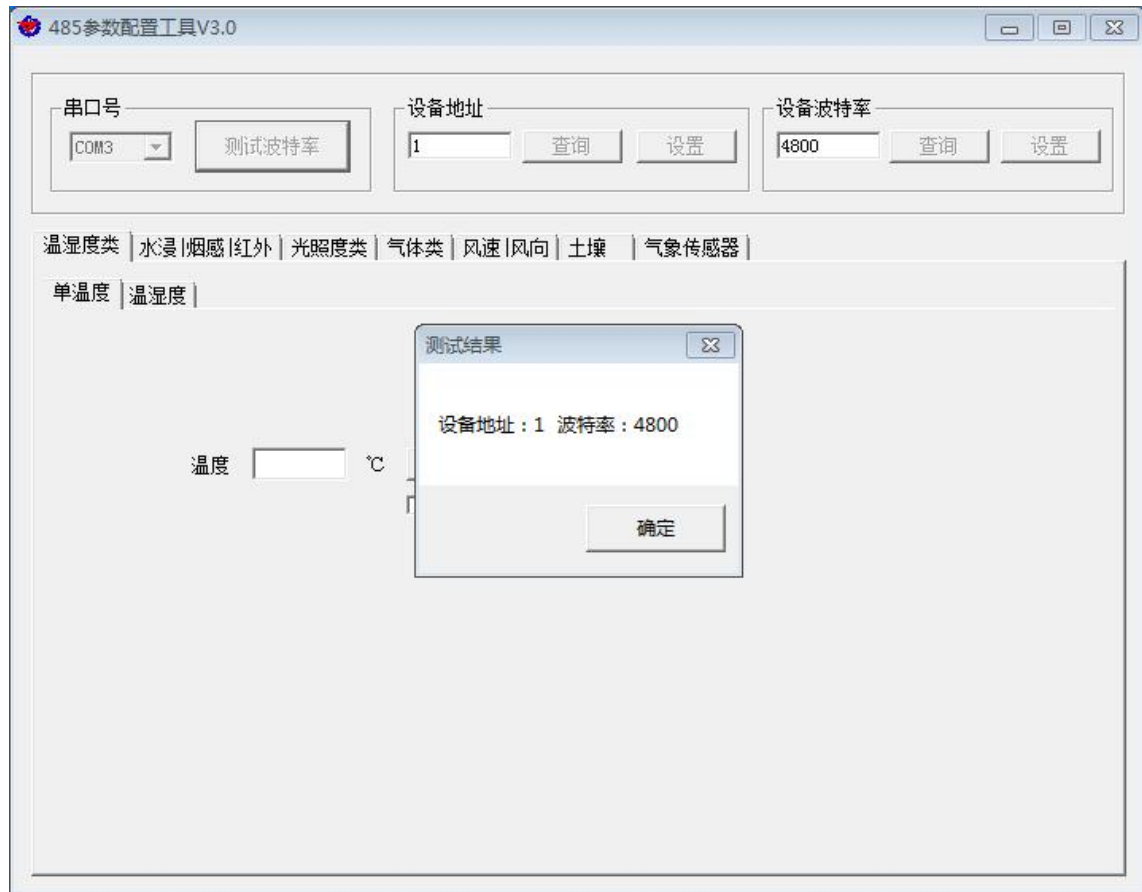 485参数配置工具V3.0
串口号
COM3
测试波特率
设备地址
1
查询
设置
设备波特率
4800
查询
设置
温湿度类 水浸|烟感|红外 光照度类 气体类 风速|风向 土壤 气象传感器
单温度 温湿度
测试结果
设备地址：1 波特率：4800
温度 ℃
确定